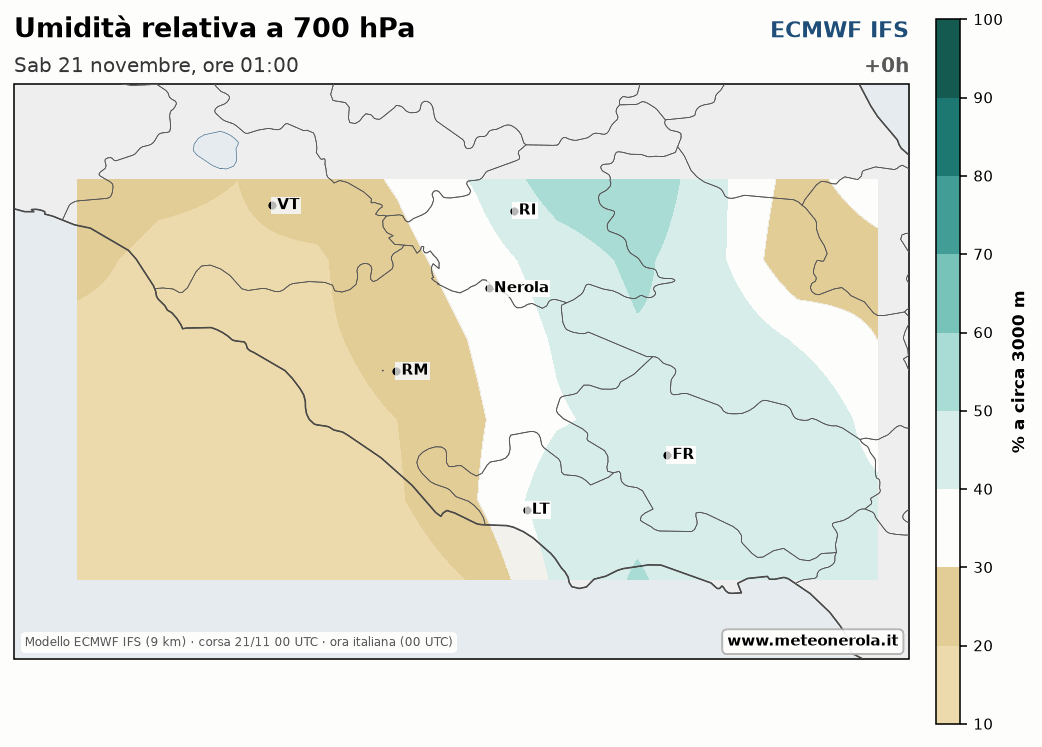 Umidità relativa a 700 hPa
ECMWF IFS
Sab 21 novembre, ore 01:00
+0h
VT
RI
Nerola
RM
FR
LT
Modello ECMWF IFS (9 km) · corsa 21/11 00 UTC · ora italiana (00 UTC)
www.meteonerola.it
100
90
80
70
60
50
40
30
20
10
% a circa 3000 m